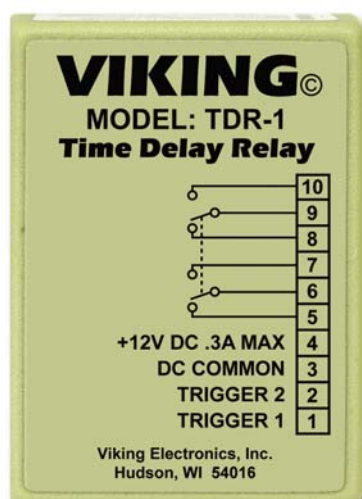 VIKING©
MODEL: TDR-1
Time Delay Relay
10
9
8
7
6
5
+12V DC .3A MAX 4
DC COMMON 3
TRIGGER 2 2
TRIGGER 1 1
Viking Electronics, Inc.
Hudson, WI 54016